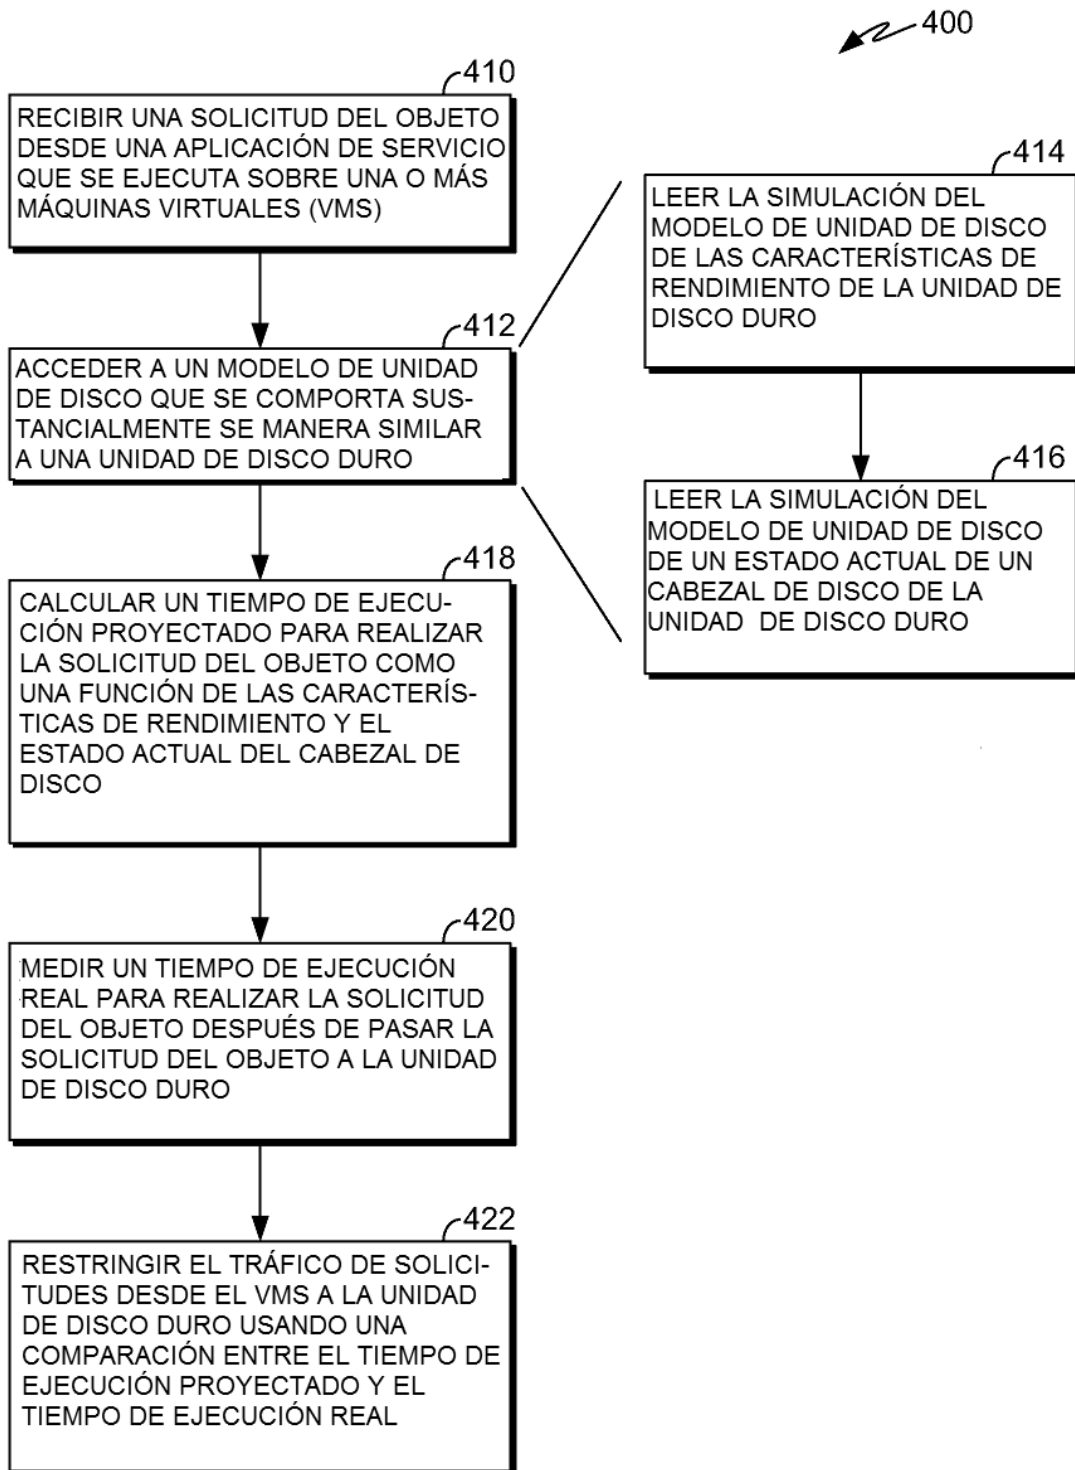 400
410
RECIBIR UNA SOLICITUD DEL OBJETO
DESDE UNA APLICACIÓN DE SERVICIO
QUE SE EJECUTA SOBRE UNA O MÁS
MÁQUINAS VIRTUALES (VMS)
412
ACCEDER A UN MODELO DE UNIDAD
DE DISCO QUE SE COMPORTA SUS-
TANCIALMENTE SE MANERA SIMILAR
A UNA UNIDAD DE DISCO DURO
414
LEER LA SIMULACIÓN DEL
MODELO DE UNIDAD DE DISCO
DE LAS CARACTERÍSTICAS DE
RENDIMIENTO DE LA UNIDAD DE
DISCO DURO
416
LEER LA SIMULACIÓN DEL
MODELO DE UNIDAD DE DISCO
DE UN ESTADO ACTUAL DE UN
CABEZAL DE DISCO DE LA
UNIDAD DE DISCO DURO
418
CALCULAR UN TIEMPO DE EJECU-
CIÓN PROYECTADO PARA REALIZAR
LA SOLICITUD DEL OBJETO COMO
UNA FUNCIÓN DE LAS CARACTERÍS-
TICAS DE RENDIMIENTO Y EL
ESTADO ACTUAL DEL CABEZAL DE
DISCO
420
MEDIR UN TIEMPO DE EJECUCIÓN
REAL PARA REALIZAR LA SOLICITUD
DEL OBJETO DESPUÉS DE PASAR LA
SOLICITUD DEL OBJETO A LA UNIDAD
DE DISCO DURO
422
RESTRINGIR EL TRÁFICO DE SOLICI-
TUDES DESDE EL VMS A LA UNIDAD
DE DISCO DURO USANDO UNA
COMPARACIÓN ENTRE EL TIEMPO DE
EJECUCIÓN PROYECTADO Y EL
TIEMPO DE EJECUCIÓN REAL